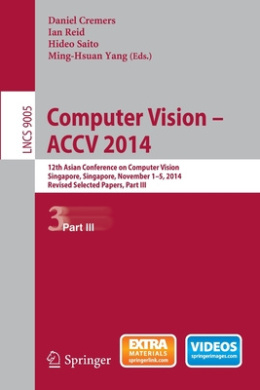 Daniel Cremers
Ian Reid
Hideo Saito
Ming-Hsuan Yang (Eds.)
LNCS 9005
Computer Vision –
ACCV 2014
12th Asian Conference on Computer Vision
Singapore, Singapore, November 1–5, 2014
Revised Selected Papers, Part III
3 Part III
EXTRA
MATERIALS
springerlink.com
VIDEOS
springerimages.com
Springer